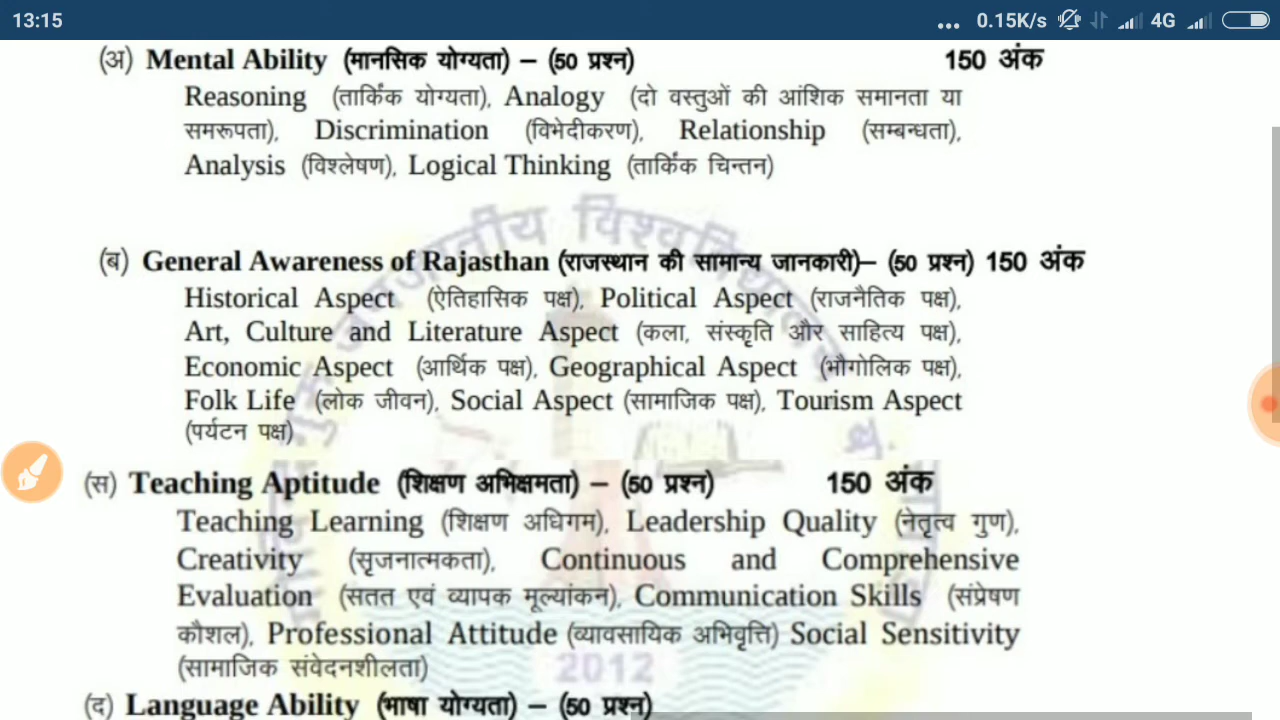 13:15 ... 0.15K/s 4G
(अ) Mental Ability (मानसिक योग्यता) – (50 प्रश्न) 150 अंक
Reasoning (तार्किक योग्यता), Analogy (दो वस्तुओं की आंशिक समानता या
समरूपता), Discrimination (विभेदीकरण), Relationship (सम्बन्धता),
Analysis (विश्लेषण), Logical Thinking (तार्किक चिन्तन)
(ब) General Awareness of Rajasthan (राजस्थान की सामान्य जानकारी)– (50 प्रश्न) 150 अंक
Historical Aspect (ऐतिहासिक पक्ष), Political Aspect (राजनैतिक पक्ष),
Art, Culture and Literature Aspect (कला, संस्कृति और साहित्य पक्ष),
Economic Aspect (आर्थिक पक्ष), Geographical Aspect (भौगोलिक पक्ष),
Folk Life (लोक जीवन), Social Aspect (सामाजिक पक्ष), Tourism Aspect
(पर्यटन पक्ष)
(स) Teaching Aptitude (शिक्षण अभिक्षमता) – (50 प्रश्न) 150 अंक
Teaching Learning (शिक्षण अधिगम), Leadership Quality (नेतृत्व गुण),
Creativity (सृजनात्मकता), Continuous and Comprehensive
Evaluation (सतत एवं व्यापक मूल्यांकन), Communication Skills (संप्रेषण
कौशल), Professional Attitude (व्यावसायिक अभिवृत्ति) Social Sensitivity
(सामाजिक संवेदनशीलता)
2012
(द) Language Ability (भाषा योग्यता) – (50 प्रश्न)